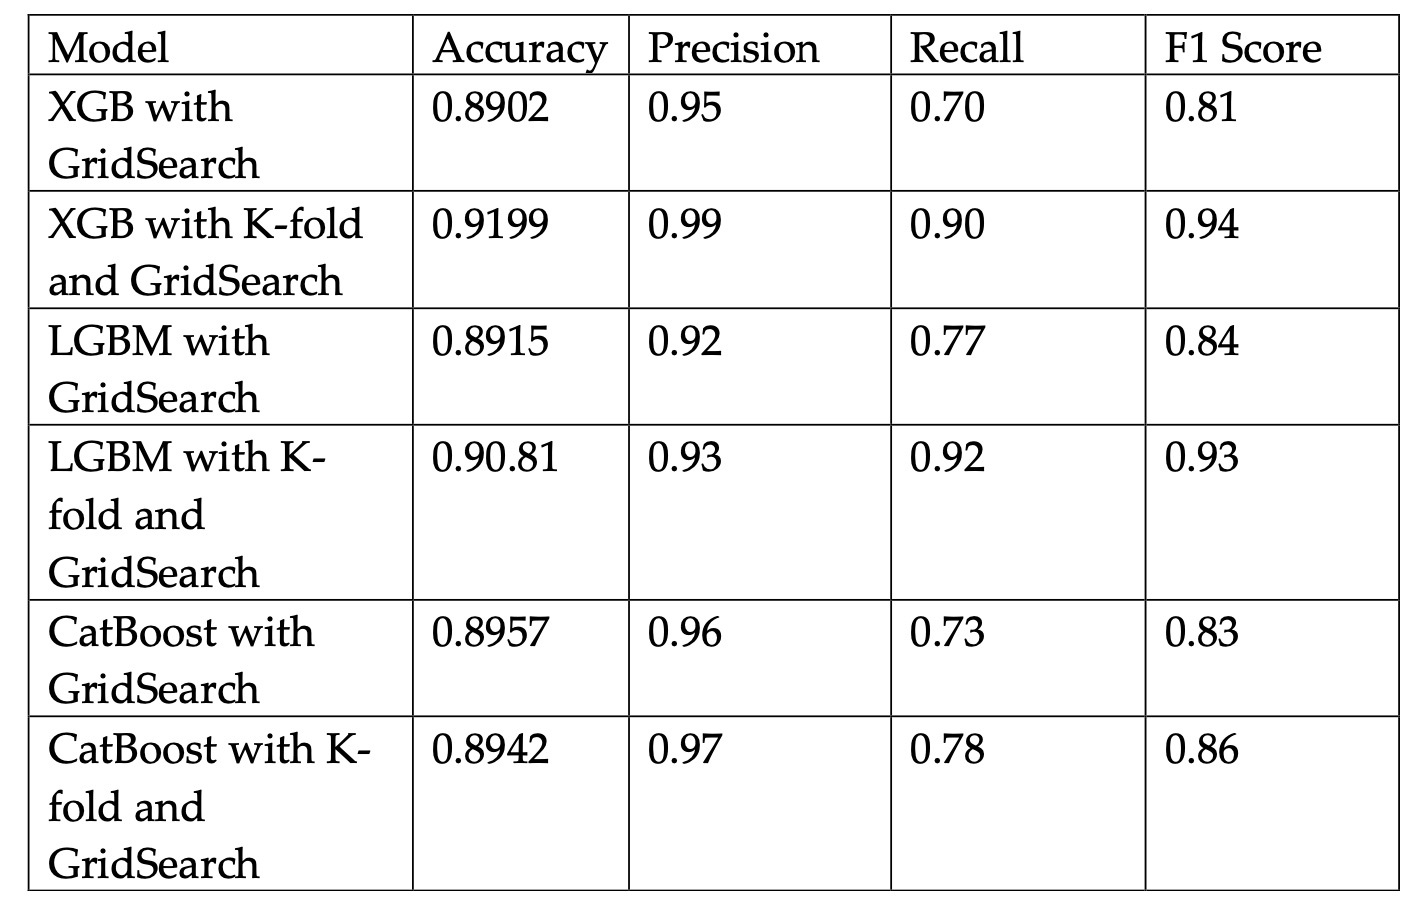 Model Accuracy Precision Recall F1 Score
XGB with 0.8902 0.95 0.70 0.81
GridSearch
XGB with K-fold 0.9199 0.99 0.90 0.94
and GridSearch
LGBM with 0.8915 0.92 0.77 0.84
GridSearch
LGBM with K- 0.90.81 0.93 0.92 0.93
fold and
GridSearch
CatBoost with 0.8957 0.96 0.73 0.83
GridSearch
CatBoost with K- 0.8942 0.97 0.78 0.86
fold and
GridSearch